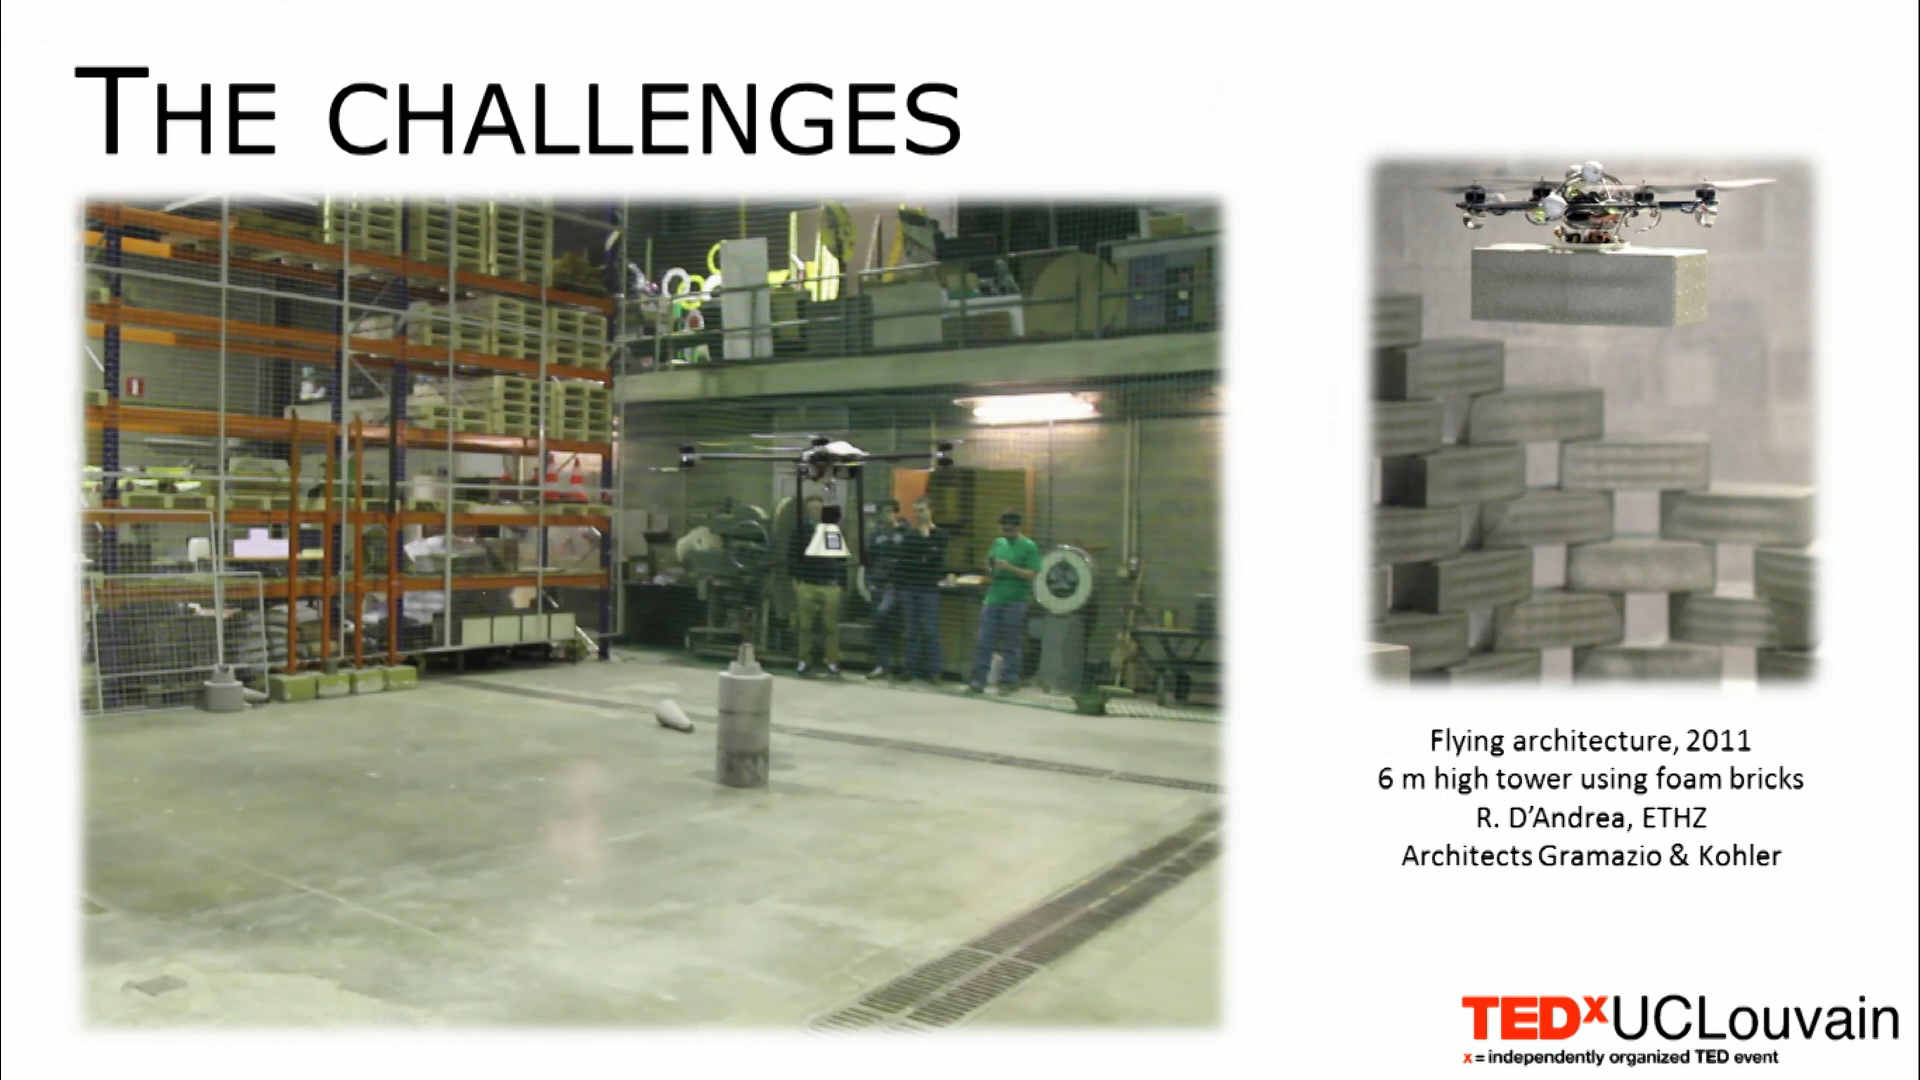 THE CHALLENGES
Flying architecture, 2011
6 m high tower using foam bricks
R. D'Andrea, ETHZ
Architects Gramazio & Kohler
TEDxUCLouvain
x = independently organized TED event